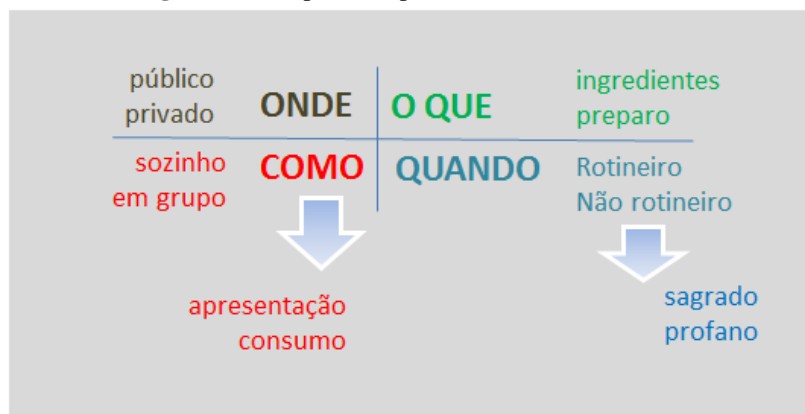 público
privado
ONDE
O QUE
ingredientes
preparo
sozinho
em grupo
COMO
QUANDO
Rotineiro
Não rotineiro
apresentação
consumo
sagrado
profano